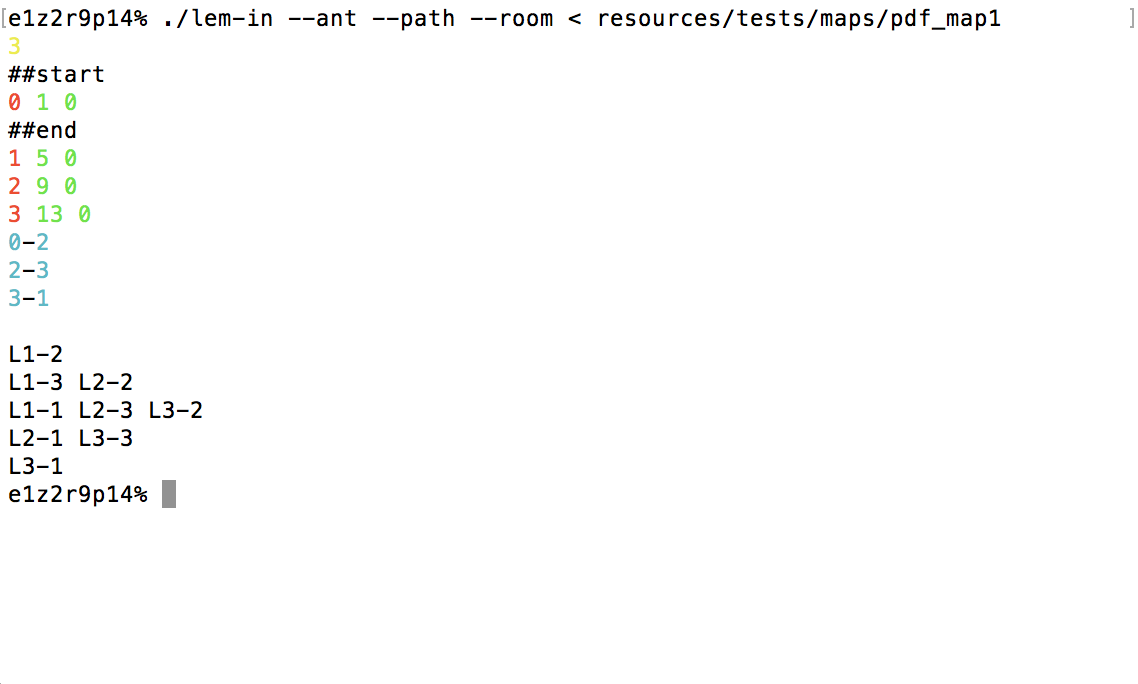 [e1z2r9p14% ./lem-in --ant --path --room < resources/tests/maps/pdf_map1 ]
3
##start
0 1 0
##end
1 5 0
2 9 0
3 13 0
0-2
2-3
3-1

L1-2
L1-3 L2-2
L1-1 L2-3 L3-2
L2-1 L3-3
L3-1
e1z2r9p14%